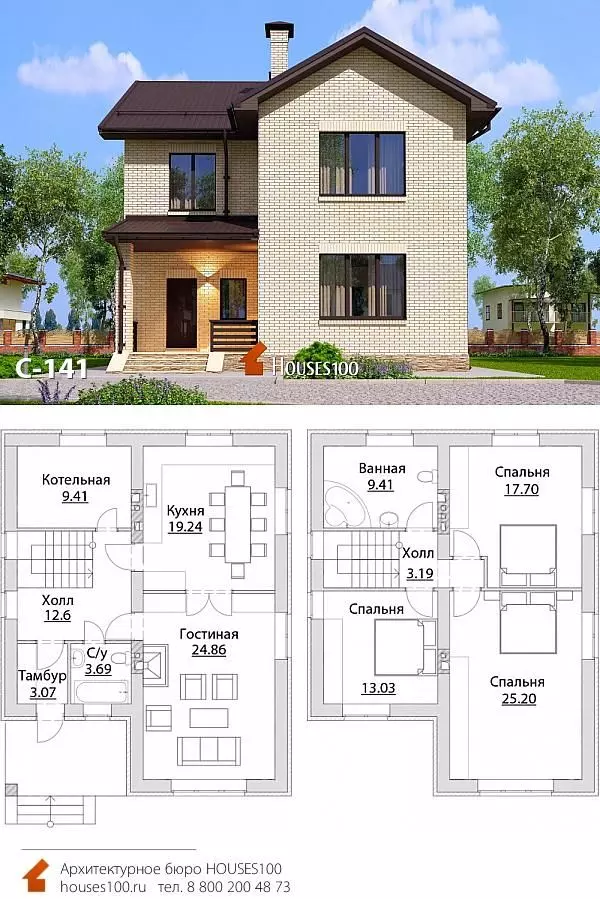 C-141
HOUSES100
Котельная
9.41
Кухня
19.24
Холл
12.6
С/у
3.69
Тамбур
3.07
Гостиная
24.86
Ванная
9.41
Спальня
17.70
Холл
3.19
Спальня
13.03
Спальня
25.20
Архитектурное бюро HOUSES100
houses100.ru тел. 8 800 200 48 73